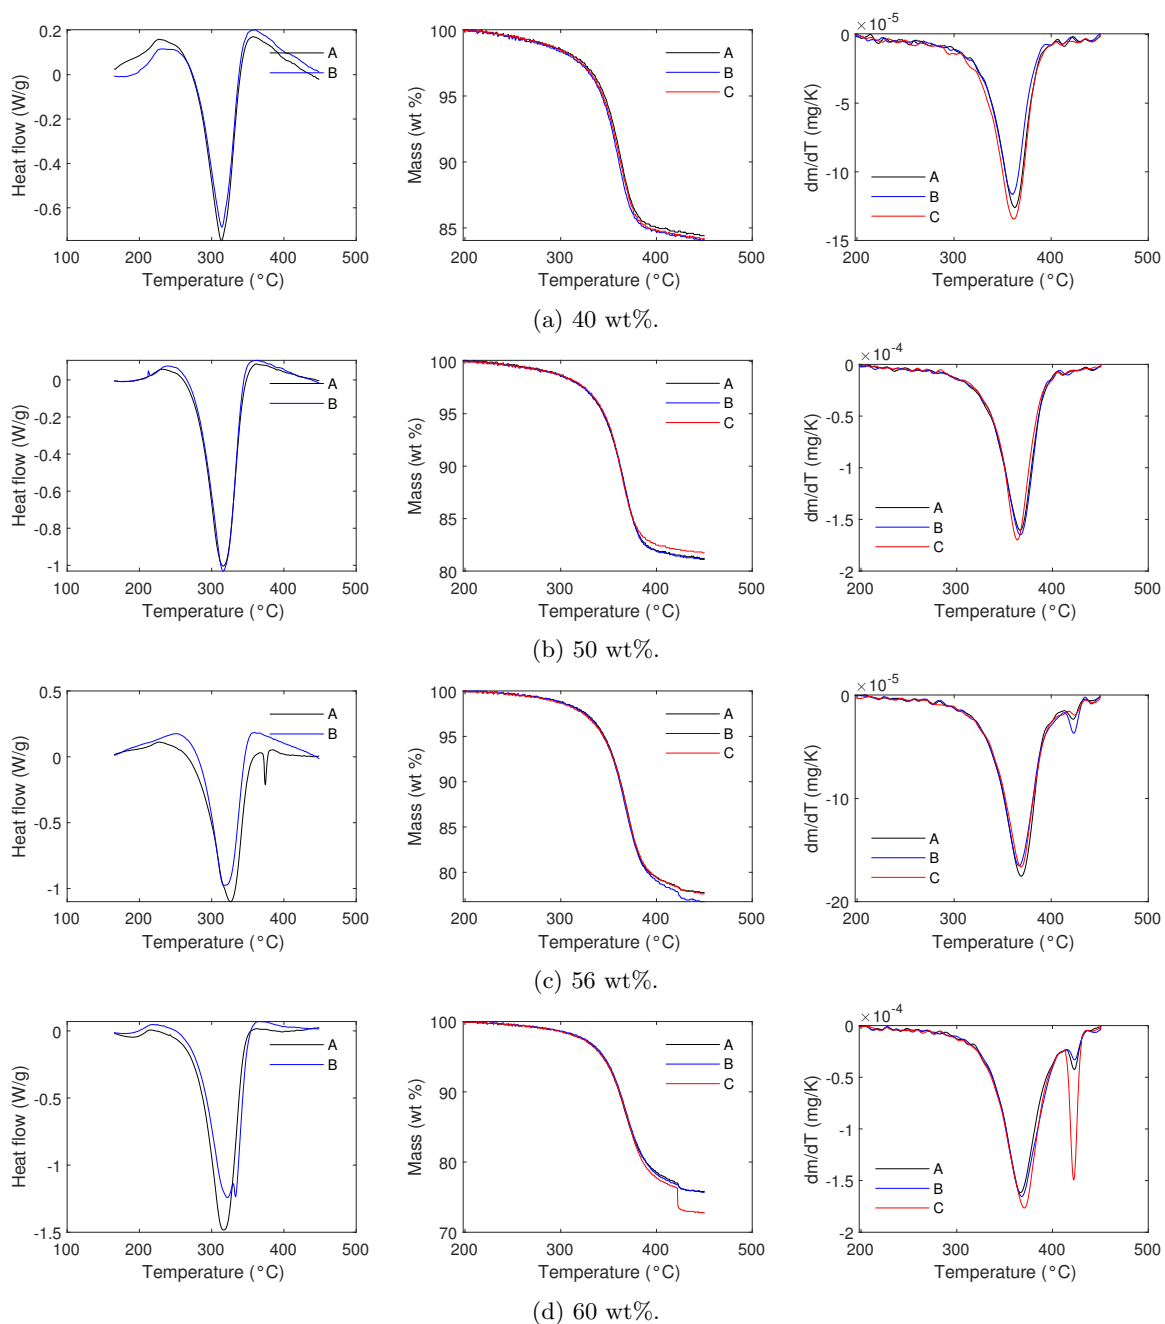 0.2
0
-0.2
-0.4
-0.6
Heat flow (W/g)
100 200 300 400 500
Temperature (°C)
A
B
100
95
90
85
Mass (wt %)
200 300 400 500
Temperature (°C)
A
B
C
×10⁻⁵
0
-5
-10
-15
dm/dT (mg/K)
200 300 400 500
Temperature (°C)
A
B
C
(a) 40 wt%.
0
-0.2
-0.4
-0.6
-0.8
-1
Heat flow (W/g)
100 200 300 400 500
Temperature (°C)
A
B
100
95
90
85
80
Mass (wt %)
200 300 400 500
Temperature (°C)
A
B
C
×10⁻⁴
0
-0.5
-1
-1.5
-2
dm/dT (mg/K)
200 300 400 500
Temperature (°C)
A
B
C
(b) 50 wt%.
0.5
0
-0.5
-1
Heat flow (W/g)
100 200 300 400 500
Temperature (°C)
A
B
100
95
90
85
80
Mass (wt %)
200 300 400 500
Temperature (°C)
A
B
C
×10⁻⁵
0
-5
-10
-15
-20
dm/dT (mg/K)
200 300 400 500
Temperature (°C)
A
B
C
(c) 56 wt%.
0
-0.5
-1
-1.5
Heat flow (W/g)
100 200 300 400 500
Temperature (°C)
A
B
100
90
80
70
Mass (wt %)
200 300 400 500
Temperature (°C)
A
B
C
×10⁻⁴
0
-0.5
-1
-1.5
-2
dm/dT (mg/K)
200 300 400 500
Temperature (°C)
A
B
C
(d) 60 wt%.